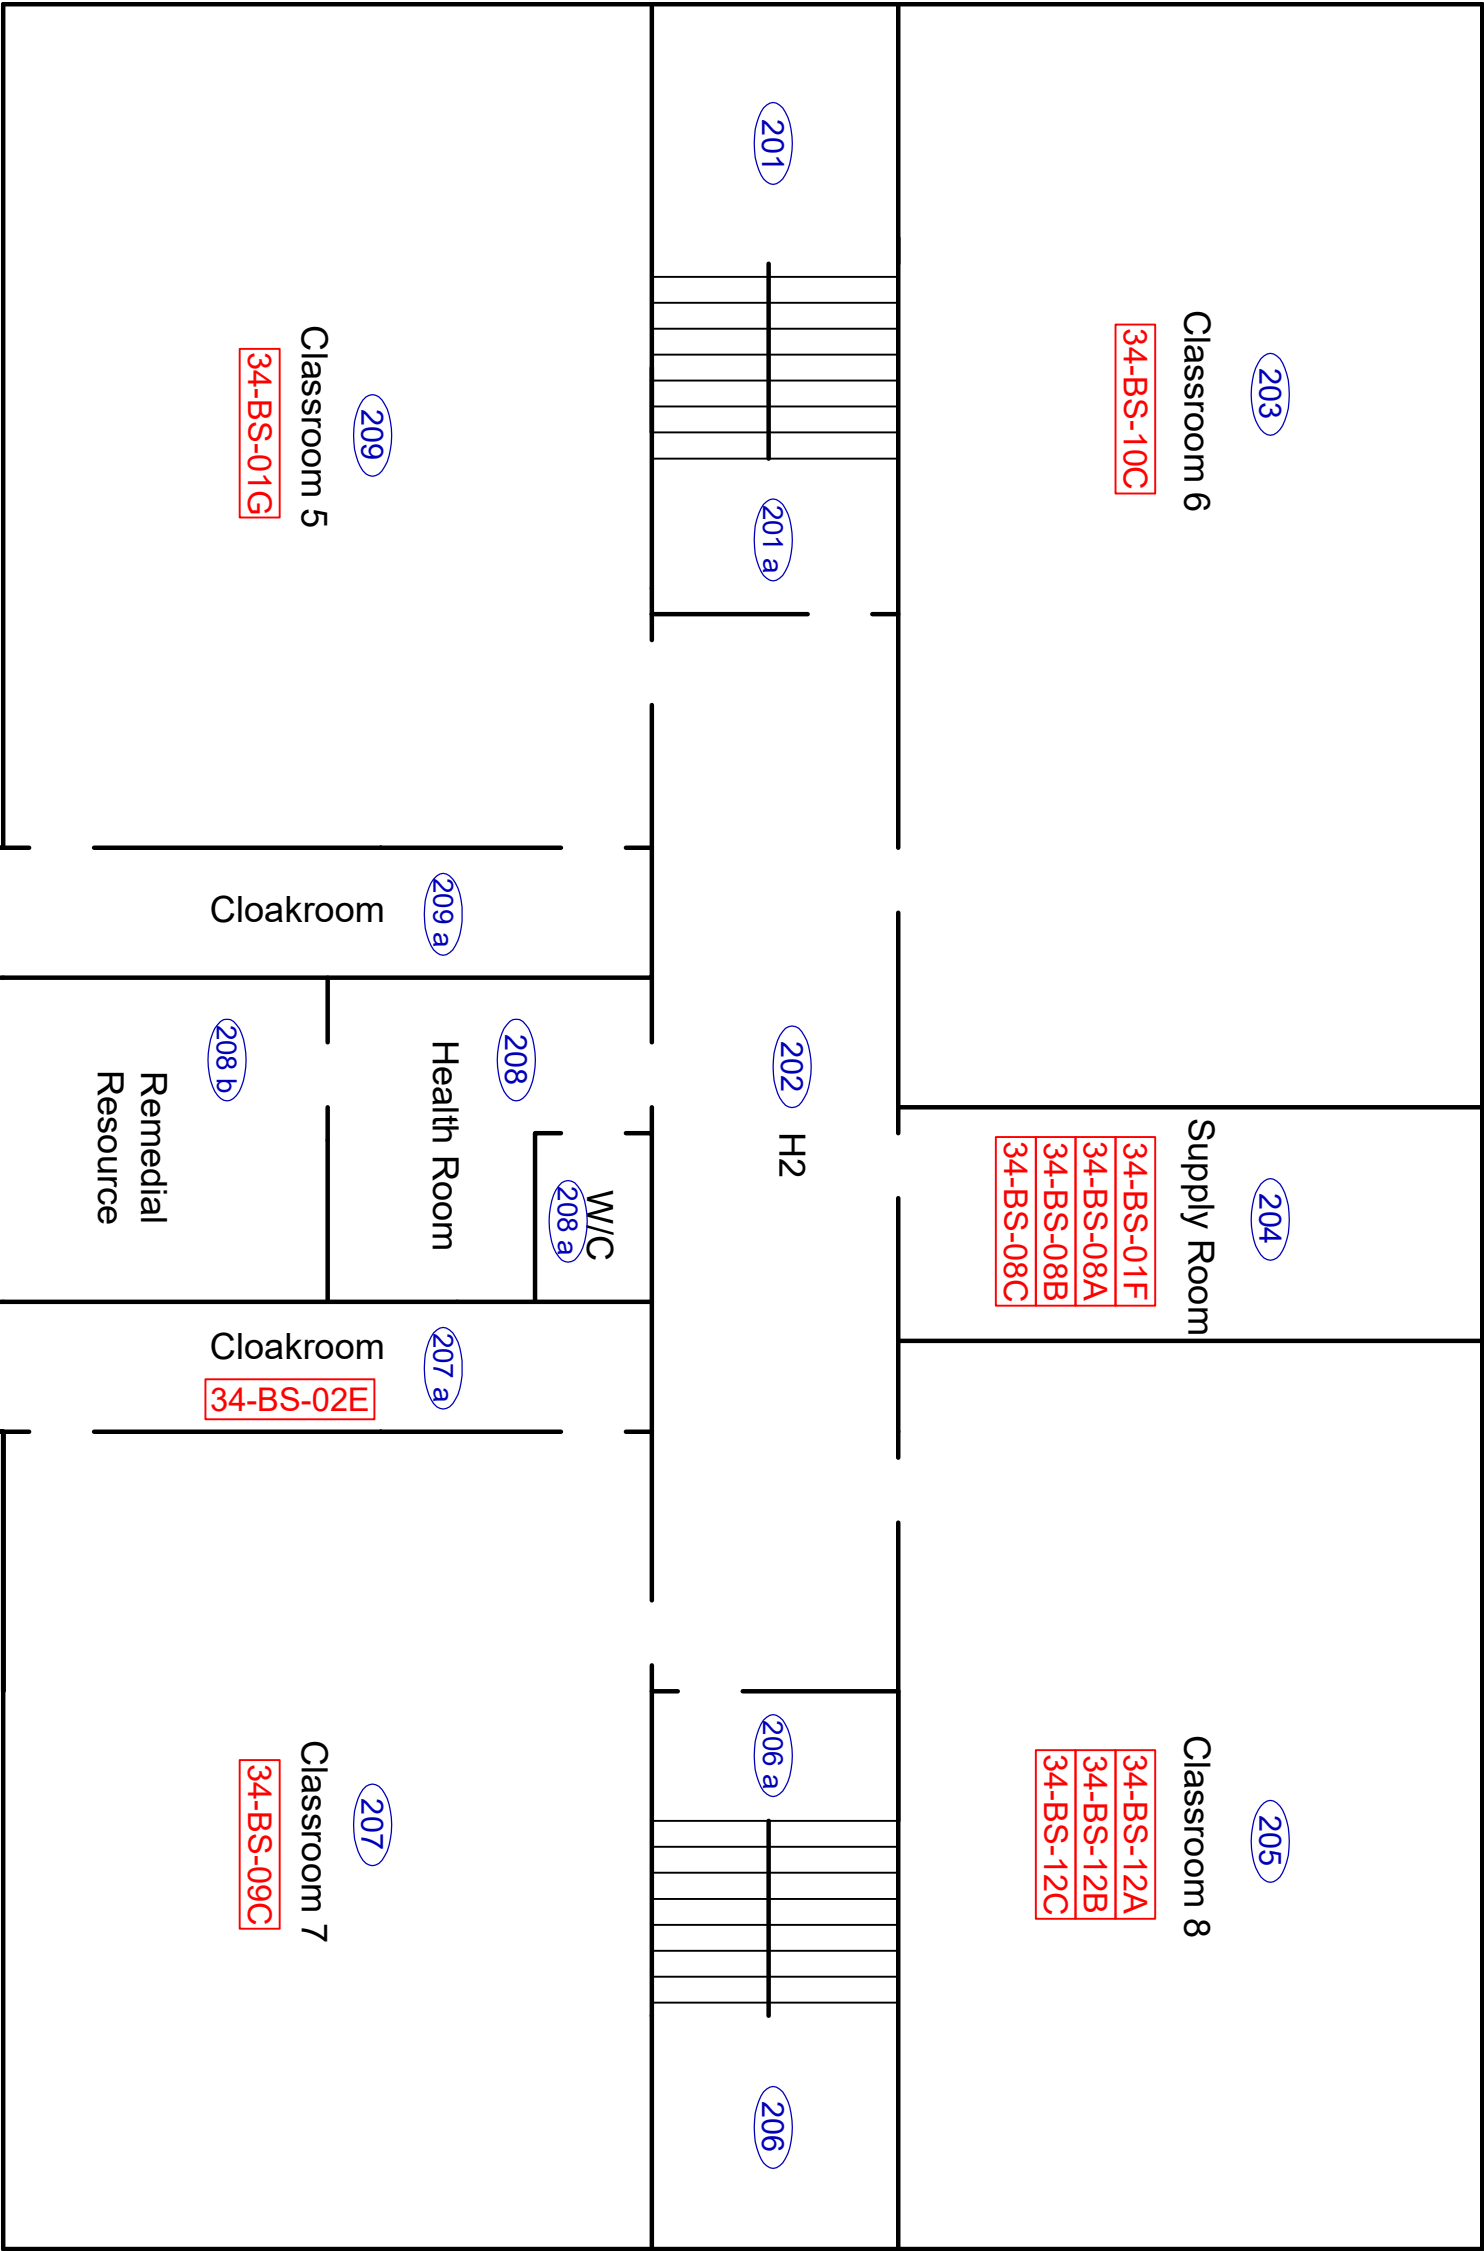 203
Classroom 6
34-BS-10C
204
Supply Room
34-BS-01F
34-BS-08A
34-BS-08B
34-BS-08C
205
Classroom 8
34-BS-12A
34-BS-12B
34-BS-12C
201
201 a
202
H2
206 a
206
209
Classroom 5
34-BS-01G
209 a
Cloakroom
208
Health Room
W/C
208 a
208 b
Remedial
Resource
207 a
Cloakroom
34-BS-02E
207
Classroom 7
34-BS-09C